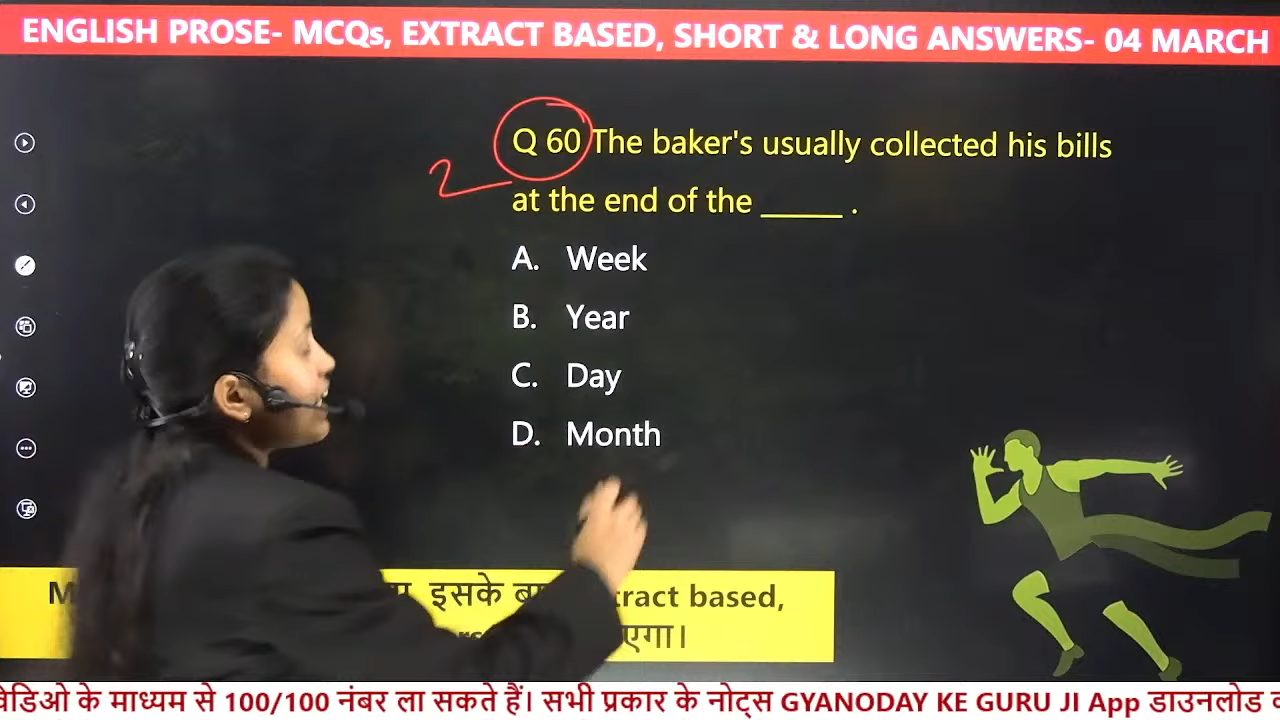 ENGLISH PROSE- MCQs, EXTRACT BASED, SHORT & LONG ANSWERS- 04 MARCH
2
Q 60 The baker's usually collected his bills
at the end of the _____ .
A. Week
B. Year
C. Day
D. Month
इसके tract based,
के माध्यम से 100/100 नंबर ला सकते हैं। सभी प्रकार के नोट्स GYANODAY KE GURU JI App डाउनलोड